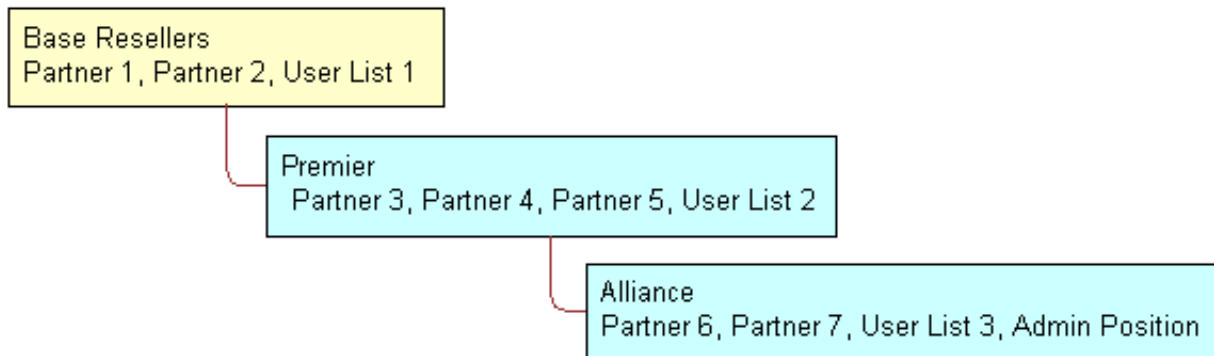 Base Resellers
Partner 1, Partner 2, User List 1
Premier
Partner 3, Partner 4, Partner 5, User List 2
Alliance
Partner 6, Partner 7, User List 3, Admin Position